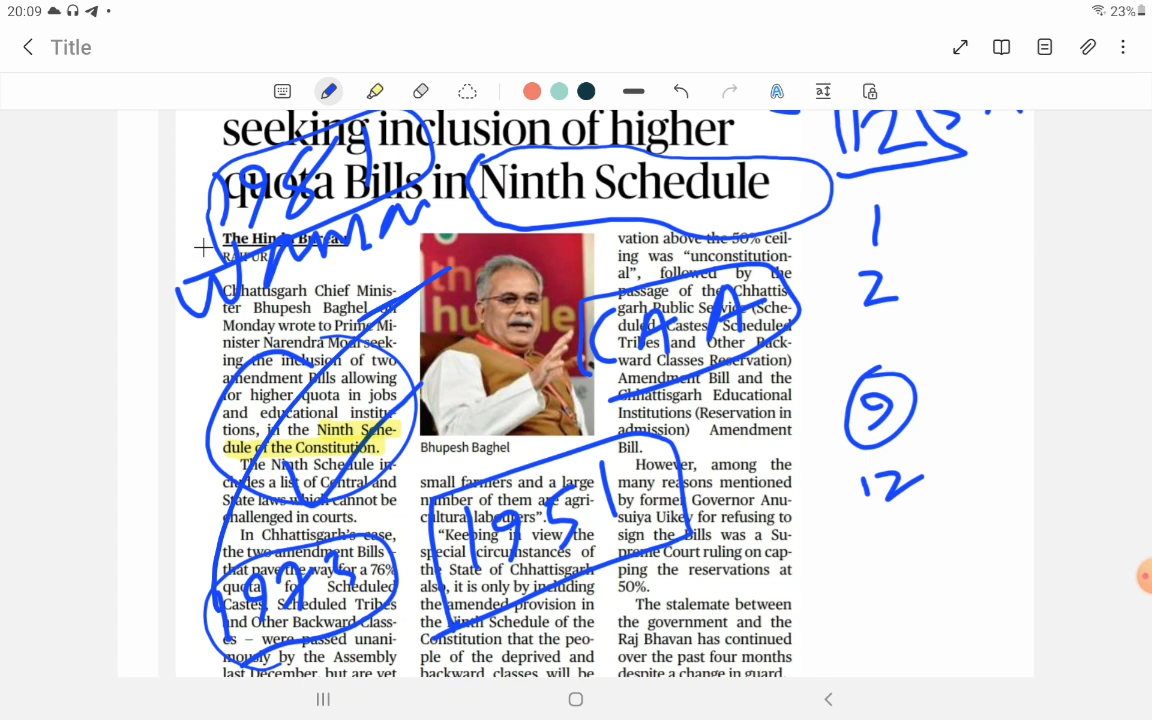 20:09
23%
Title
seeking inclusion of higher
quota Bills in Ninth Schedule
1981
Waman
The Hindu Bureau
RAIPUR
Chhattisgarh Chief Minis-
ter Bhupesh Baghel on
Monday wrote to Prime Mi-
nister Narendra Modi seek-
ing the inclusion of two
amendment Bills allowing
for higher quota in jobs
and educational institu-
tions, in the Ninth Sche-
dule of the Constitution.
The Ninth Schedule in-
cludes a list of Central and
State laws which cannot be
challenged in courts.
In Chhattisgarh's case,
the two amendment Bills –
that pave the way for a 76%
quota for Scheduled
Castes, Scheduled Tribes
and Other Backward Class-
es – were passed unani-
mously by the Assembly
last December, but are yet
1973
the
hu le
Bhupesh Baghel
small farmers and a large
number of them are agri-
cultural labourers".
"Keeping in view the
special circumstances of
the State of Chhattisgarh
also, it is only by including
the amended provision in
the Ninth Schedule of the
Constitution that the peo-
ple of the deprived and
backward classes will be
1951
vation above the 50% ceil-
ing was "unconstitution-
al", followed by the
passage of the Chhattis-
garh Public Service (Sche-
duled Castes, Scheduled
Tribes and Other Back-
ward Classes Reservation)
Amendment Bill and the
Chhattisgarh Educational
Institutions (Reservation in
admission) Amendment
Bill.
However, among the
many reasons mentioned
by former Governor Anu-
suiya Uikey for refusing to
sign the Bills was a Su-
preme Court ruling on cap-
ping the reservations at
50%.
The stalemate between
the government and the
Raj Bhavan has continued
over the past four months
despite a change in guard.
CAA
1
2
9
12